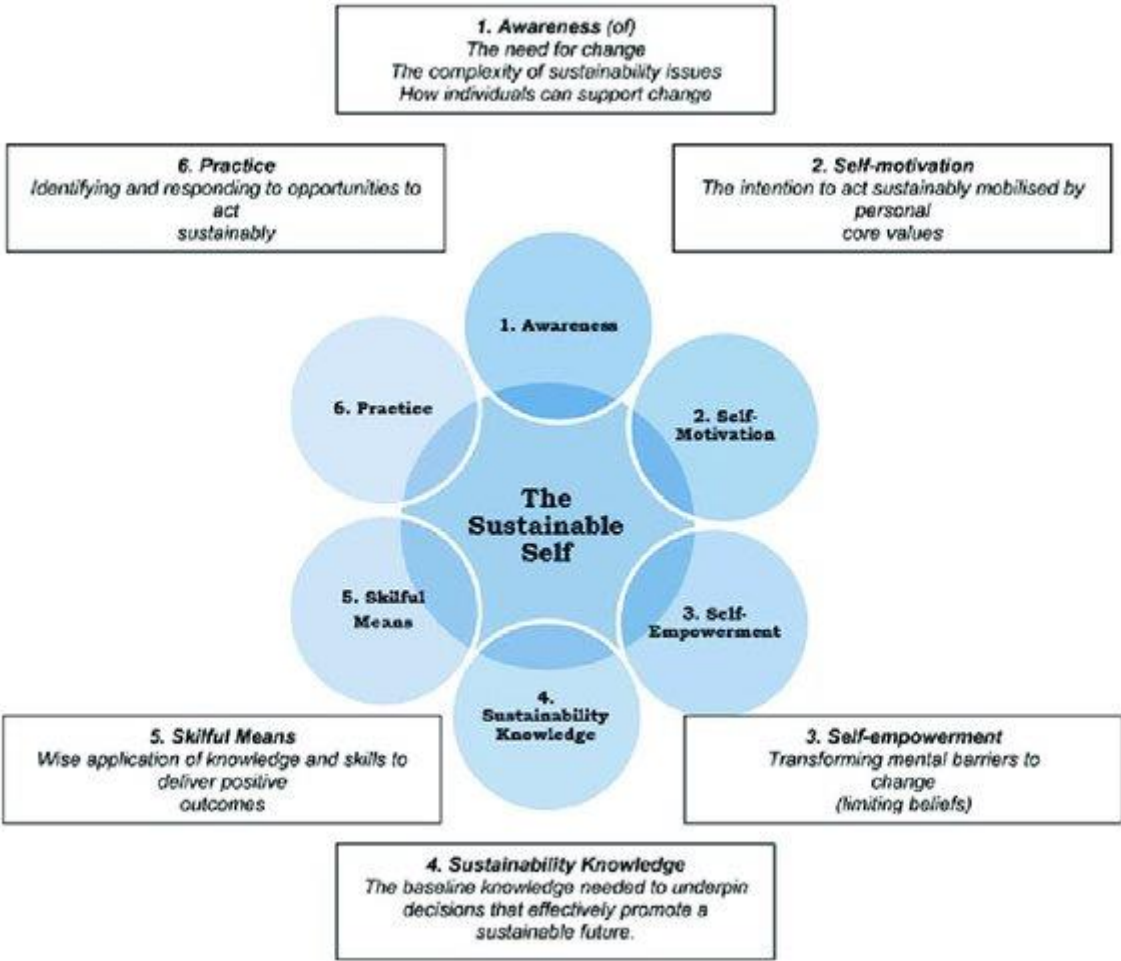 1. Awareness (of)
The need for change
The complexity of sustainability issues
How individuals can support change
6. Practice
Identifying and responding to opportunities to
act
sustainably
2. Self-motivation
The intention to act sustainably mobilised by
personal
core values
1. Awareness
6. Practice
2. Self-
Motivation
The
Sustainable
Self
5. Skilful
Means
3. Self-
Empowerment
4.
Sustainability
Knowledge
5. Skilful Means
Wise application of knowledge and skills to
deliver positive
outcomes
3. Self-empowerment
Transforming mental barriers to
change
(limiting beliefs)
4. Sustainability Knowledge
The baseline knowledge needed to underpin
decisions that effectively promote a
sustainable future.